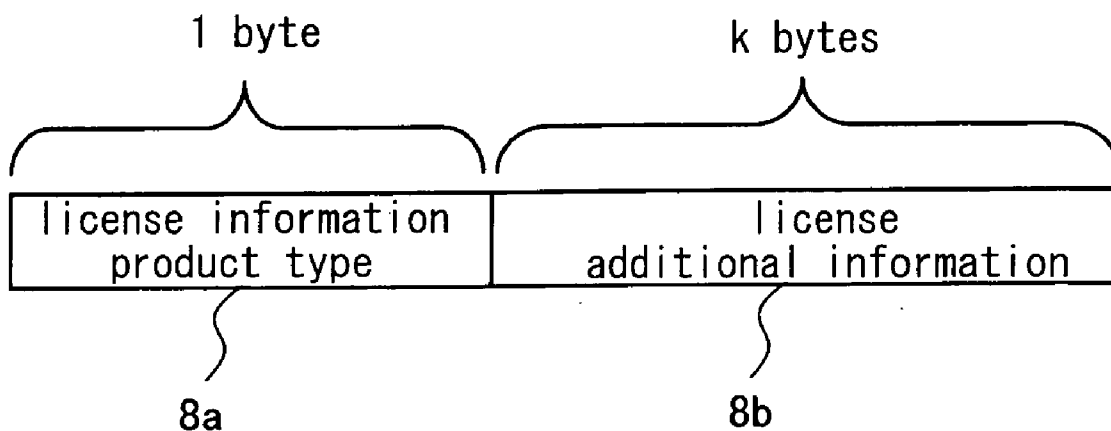 1 byte
k bytes
license information
product type
license
additional information
8a
8b